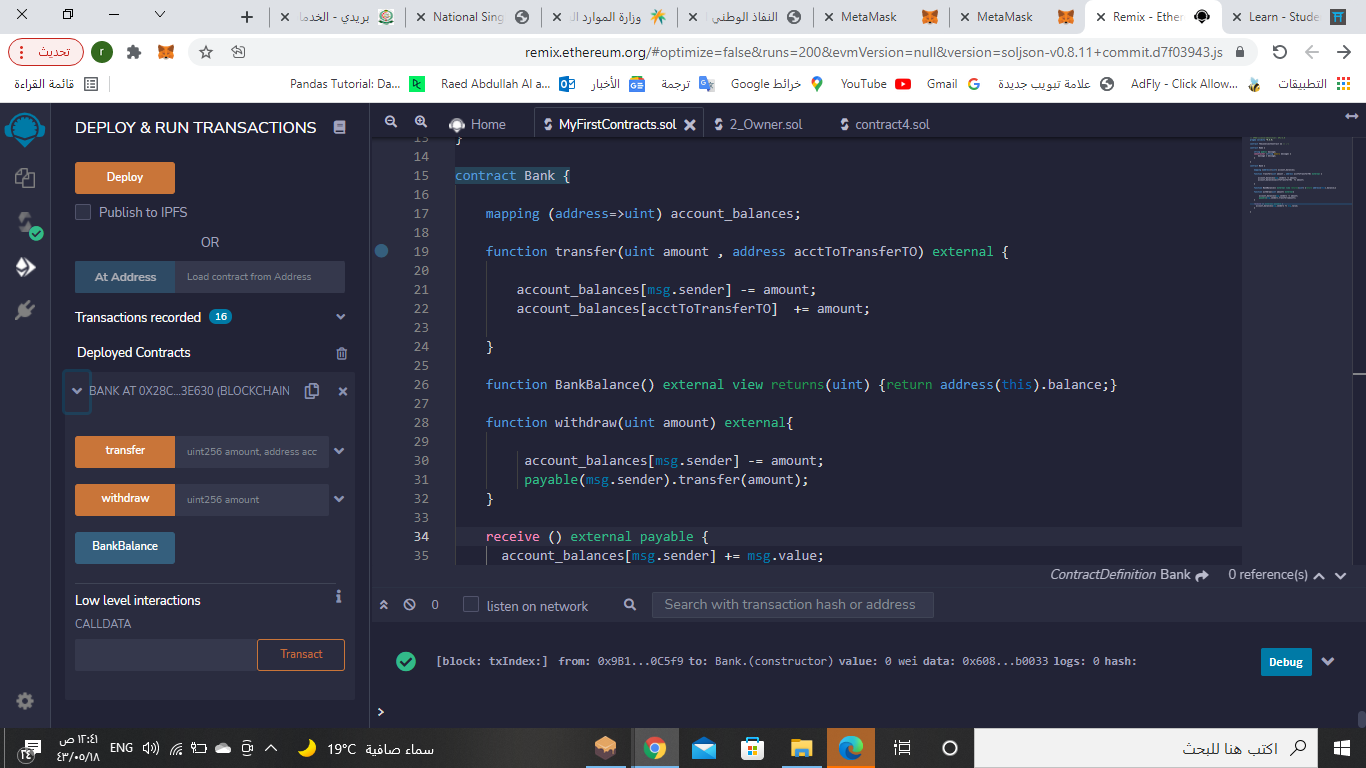 بريدي - الخدما
National Sing
وزارة الموارد ال
النفاذ الوطني ا
MetaMask
MetaMask
Remix - Ether
Learn - Stude
تحديث
r
remix.ethereum.org/#optimize=false&runs=200&evmVersion=null&version=soljson-v0.8.11+commit.d7f03943.js
قائمة القراءة
Pandas Tutorial: Da...
Raed Abdullah Al a...
الأخبار
ترجمة
خرائط Google
YouTube
Gmail
علامة تبويب جديدة
AdFly - Click Allow...
التطبيقات
DEPLOY & RUN TRANSACTIONS
Deploy
Publish to IPFS
OR
At Address
Load contract from Address
Transactions recorded 16
Deployed Contracts
BANK AT 0X28C...3E630 (BLOCKCHAIN
transfer
uint256 amount, address acc
withdraw
uint256 amount
BankBalance
Low level interactions
CALLDATA
Transact
Home
MyFirstContracts.sol
2_Owner.sol
contract4.sol
13 }
14
15 contract Bank {
16
17 mapping (address=>uint) account_balances;
18
19 function transfer(uint amount , address acctToTransferTO) external {
20
21 account_balances[msg.sender] -= amount;
22 account_balances[acctToTransferTO]  += amount;
23
24 }
25
26 function BankBalance() external view returns(uint) {return address(this).balance;}
27
28 function withdraw(uint amount) external{
29
30 account_balances[msg.sender] -= amount;
31 payable(msg.sender).transfer(amount);
32 }
33
34 receive () external payable {
35 account_balances[msg.sender] += msg.value;
ContractDefinition Bank
0 reference(s)
0
listen on network
Search with transaction hash or address
[block: txIndex:] from: 0x9B1...0C5f9 to: Bank.(constructor) value: 0 wei data: 0x608...b0033 logs: 0 hash:
Debug
>
١٢:٤١ ص
٤٣/٠٥/١٨
ENG
19°C سماء صافية
اكتب هنا للبحث